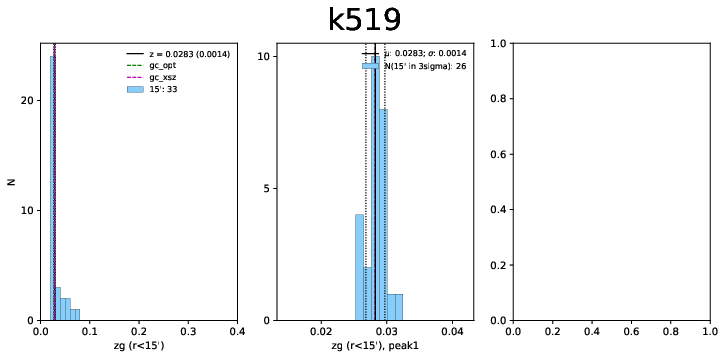 k519
z = 0.0283 (0.0014)
gc_opt
gc_xsz
15': 33
N
20
10
0
0.0 0.1 0.2 0.3 0.4
zg (r<15')
μ: 0.0283; σ: 0.0014
N(15' in 3sigma): 26
10
5
0
0.02 0.03 0.04
zg (r<15'), peak1
1.0
0.8
0.6
0.4
0.2
0.0
0.0 0.2 0.4 0.6 0.8 1.0